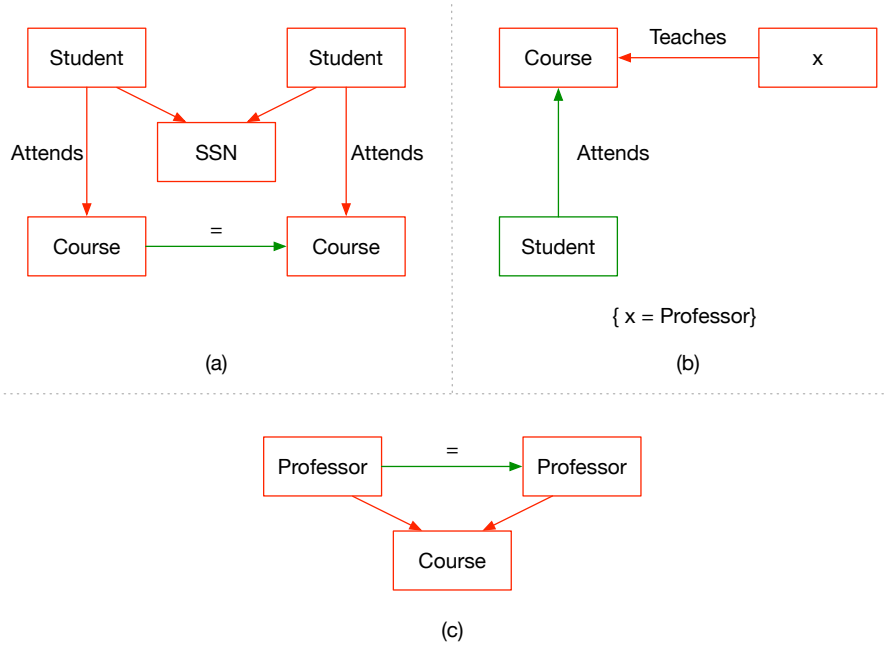 Student
Student
SSN
Attends
Attends
Course
=
Course
(a)
Course
Teaches
x
Attends
Student
{ x = Professor}
(b)
Professor
=
Professor
Course
(c)